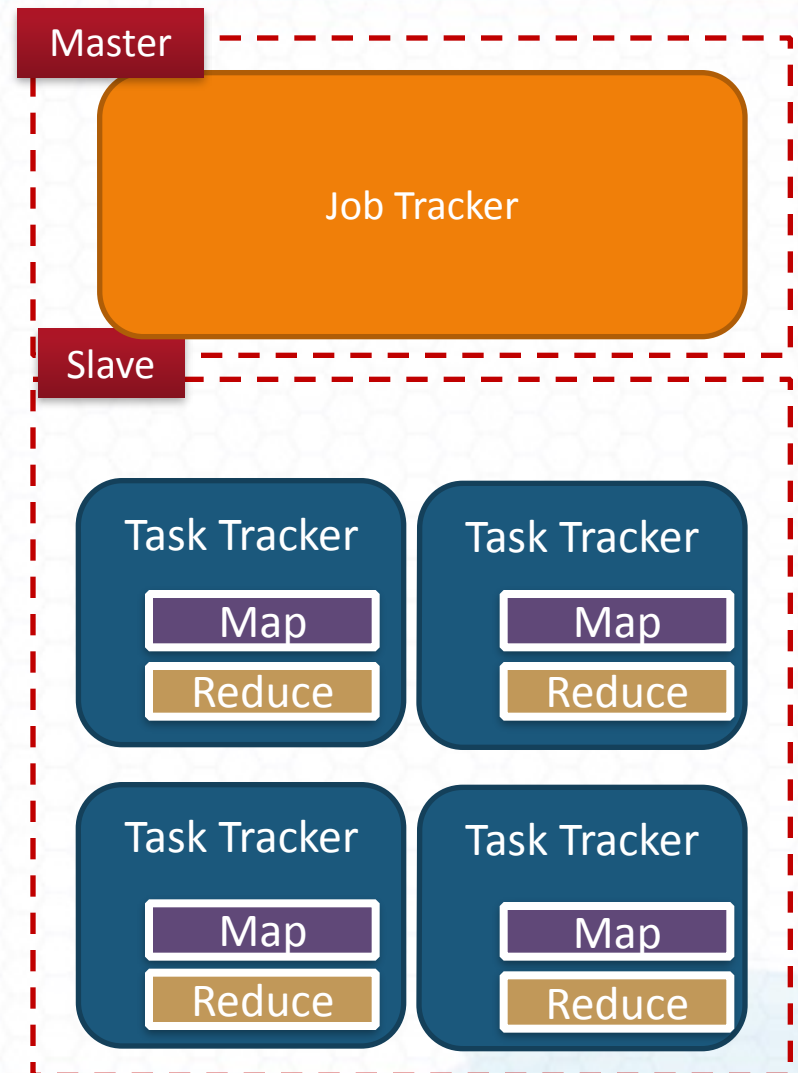 Master
Job Tracker
Slave
Task Tracker
Map
Reduce
Task Tracker
Map
Reduce
Task Tracker
Map
Reduce
Task Tracker
Map
Reduce